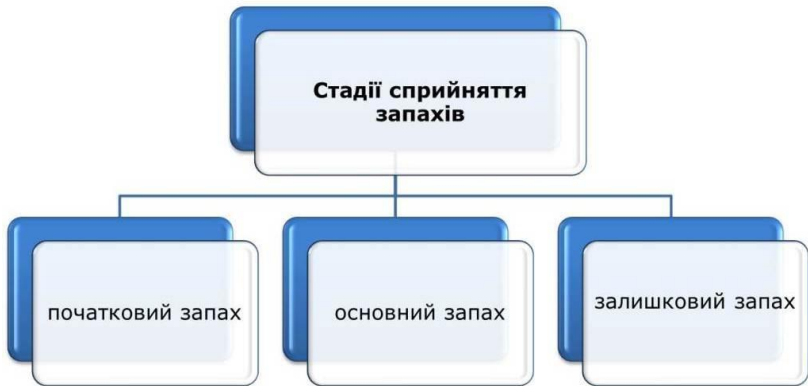 Стадії сприйняття
запахів
початковий запах
основний запах
залишковий запах